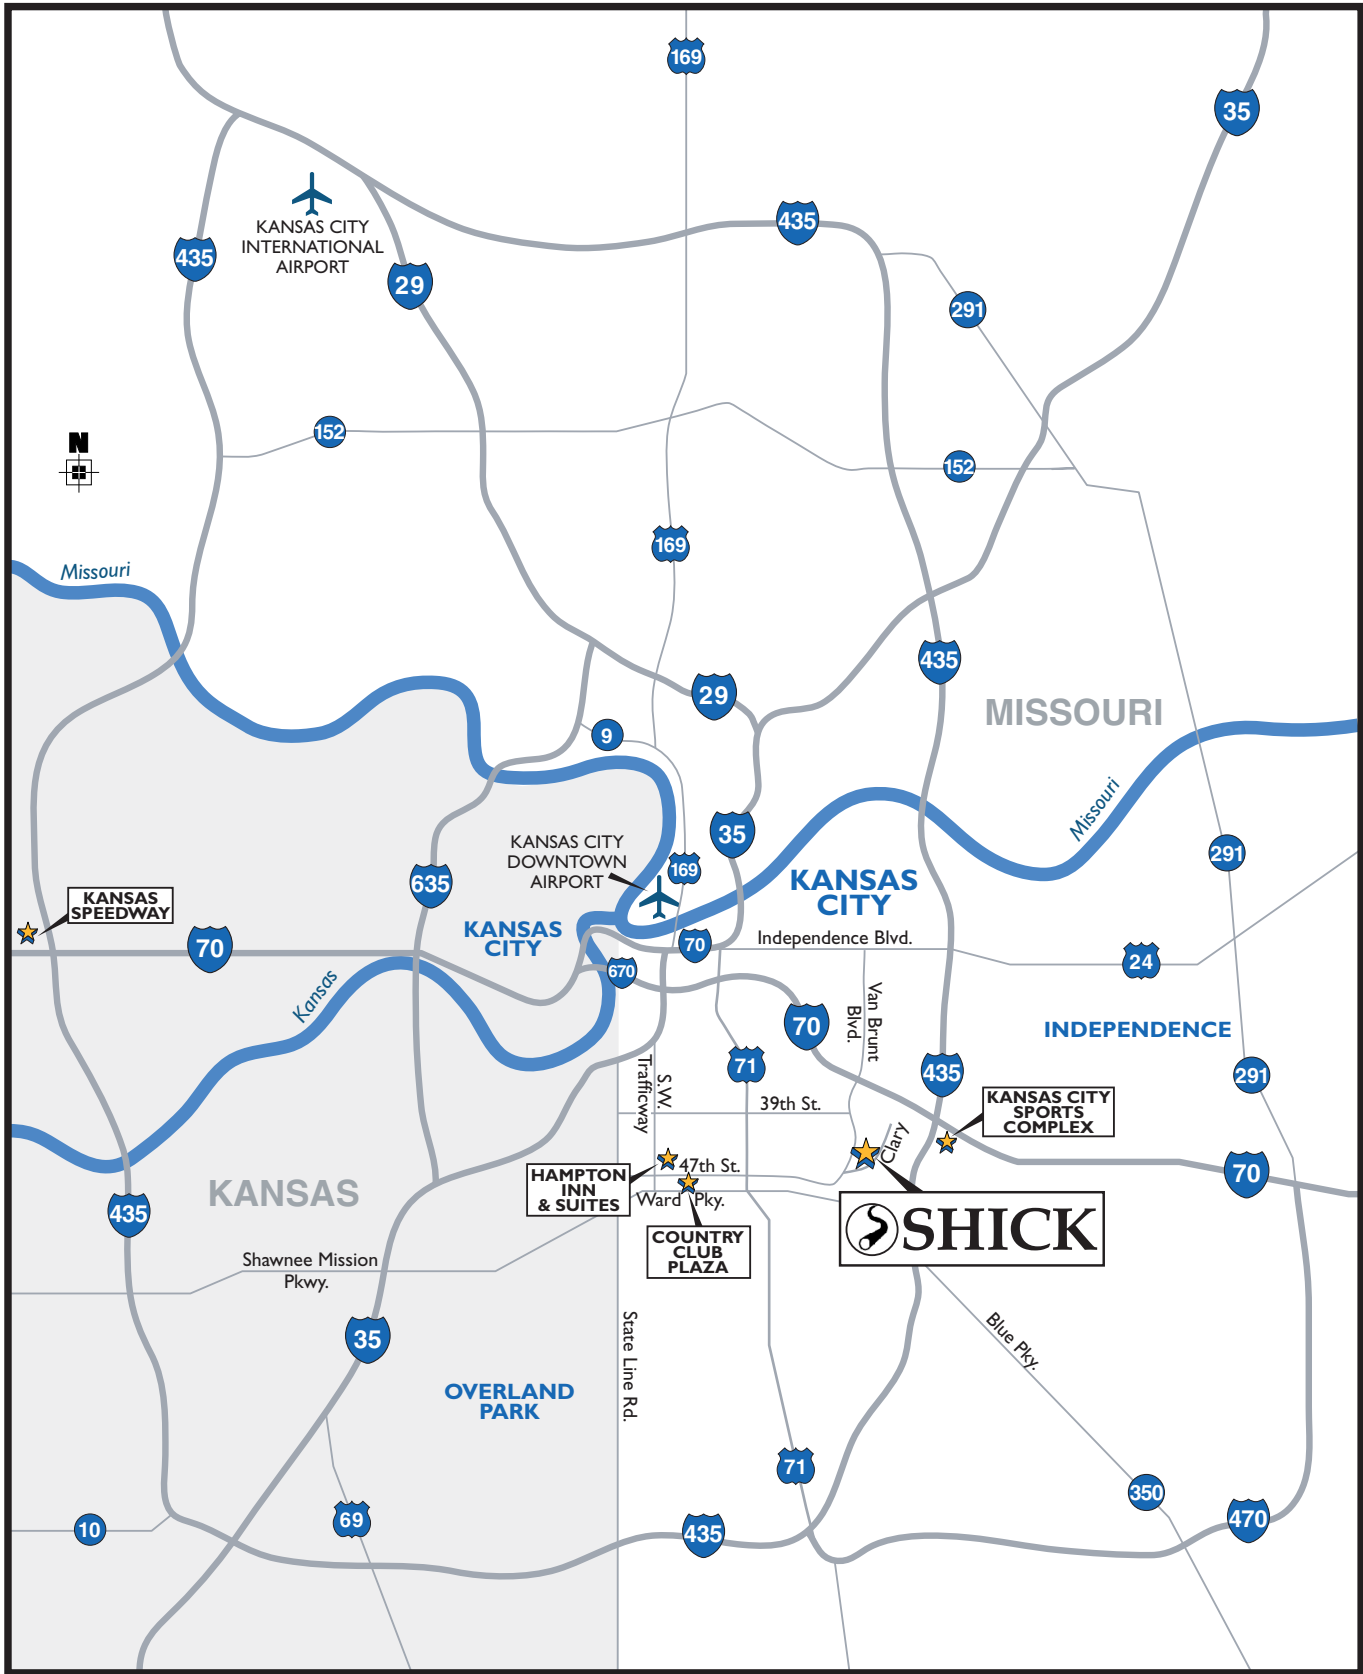 169
35
435
KANSAS CITY
INTERNATIONAL
AIRPORT
435
29
291
152
N
152
169
Missouri
435
29
MISSOURI
9
Missouri
35
KANSAS CITY
DOWNTOWN
AIRPORT
169
291
635
KANSAS
CITY
KANSAS
SPEEDWAY
KANSAS
CITY
70
70
Independence Blvd.
24
670
Kansas
Van Brunt
Blvd.
70
INDEPENDENCE
71
435
291
S.W.
Trafficway
39th St.
KANSAS CITY
SPORTS
COMPLEX
Clary
47th St.
HAMPTON
INN
& SUITES
Ward Pky.
70
KANSAS
435
SHICK
COUNTRY
CLUB
PLAZA
Shawnee Mission
Pkwy.
35
State Line Rd.
Blue Pky.
OVERLAND
PARK
71
350
10
69
435
470